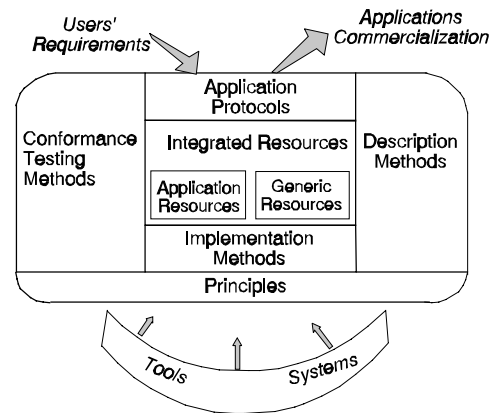 Users'
Requirements
Applications
Commercialization
Application
Protocols
Conformance
Testing
Methods
Integrated Resources
Application
Resources
Generic
Resources
Description
Methods
Implementation
Methods
Principles
Tools
Systems